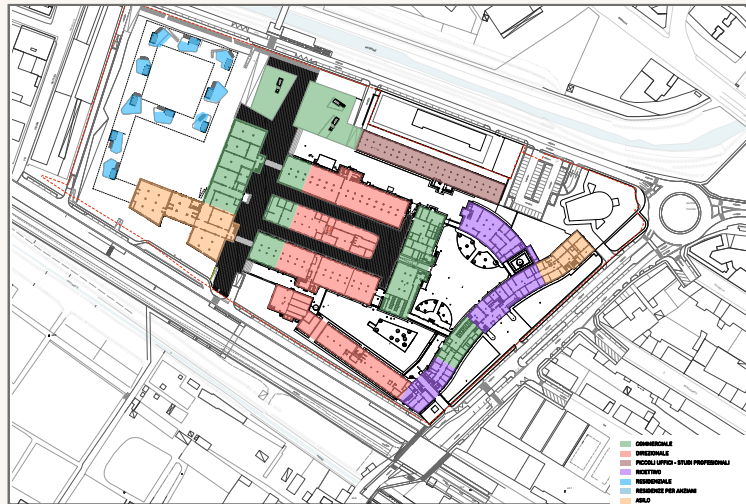 COMMERCIALE
DIREZIONALE
PICCOLI UFFICI - STUDI PROFESSIONALI
RICETTIVO
RESIDENZIALE
RESIDENZE PER ANZIANI
ASILO